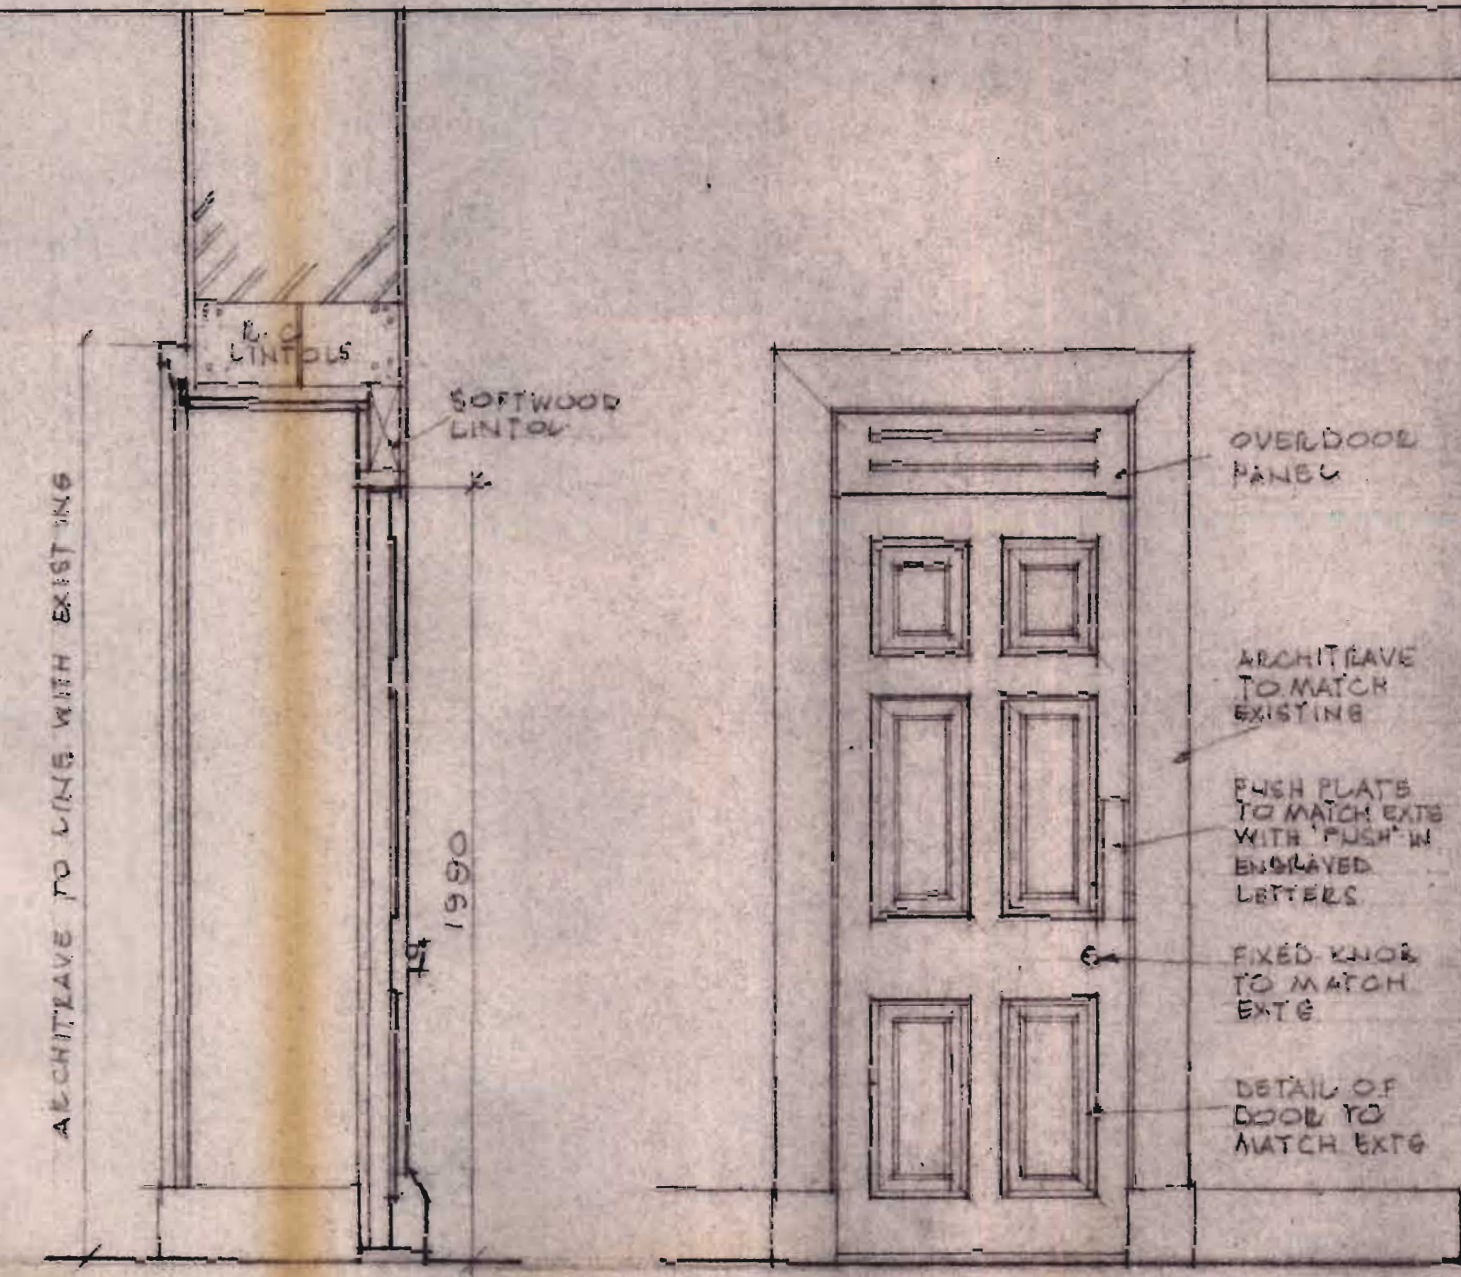 R.C.
LINTOLS
SOFTWOOD
LINTOL
ARCHITRAVE TO LINE WITH EXISTING
1980
OVERDOOR
PANEL
ARCHITRAVE
TO MATCH
EXISTING
PUSH PLATE
TO MATCH EXTG
WITH 'PUSH' IN
ENGRAVED
LETTERS
FIXED KNOB
TO MATCH
EXTG
DETAIL OF
DOOR TO
MATCH EXTG